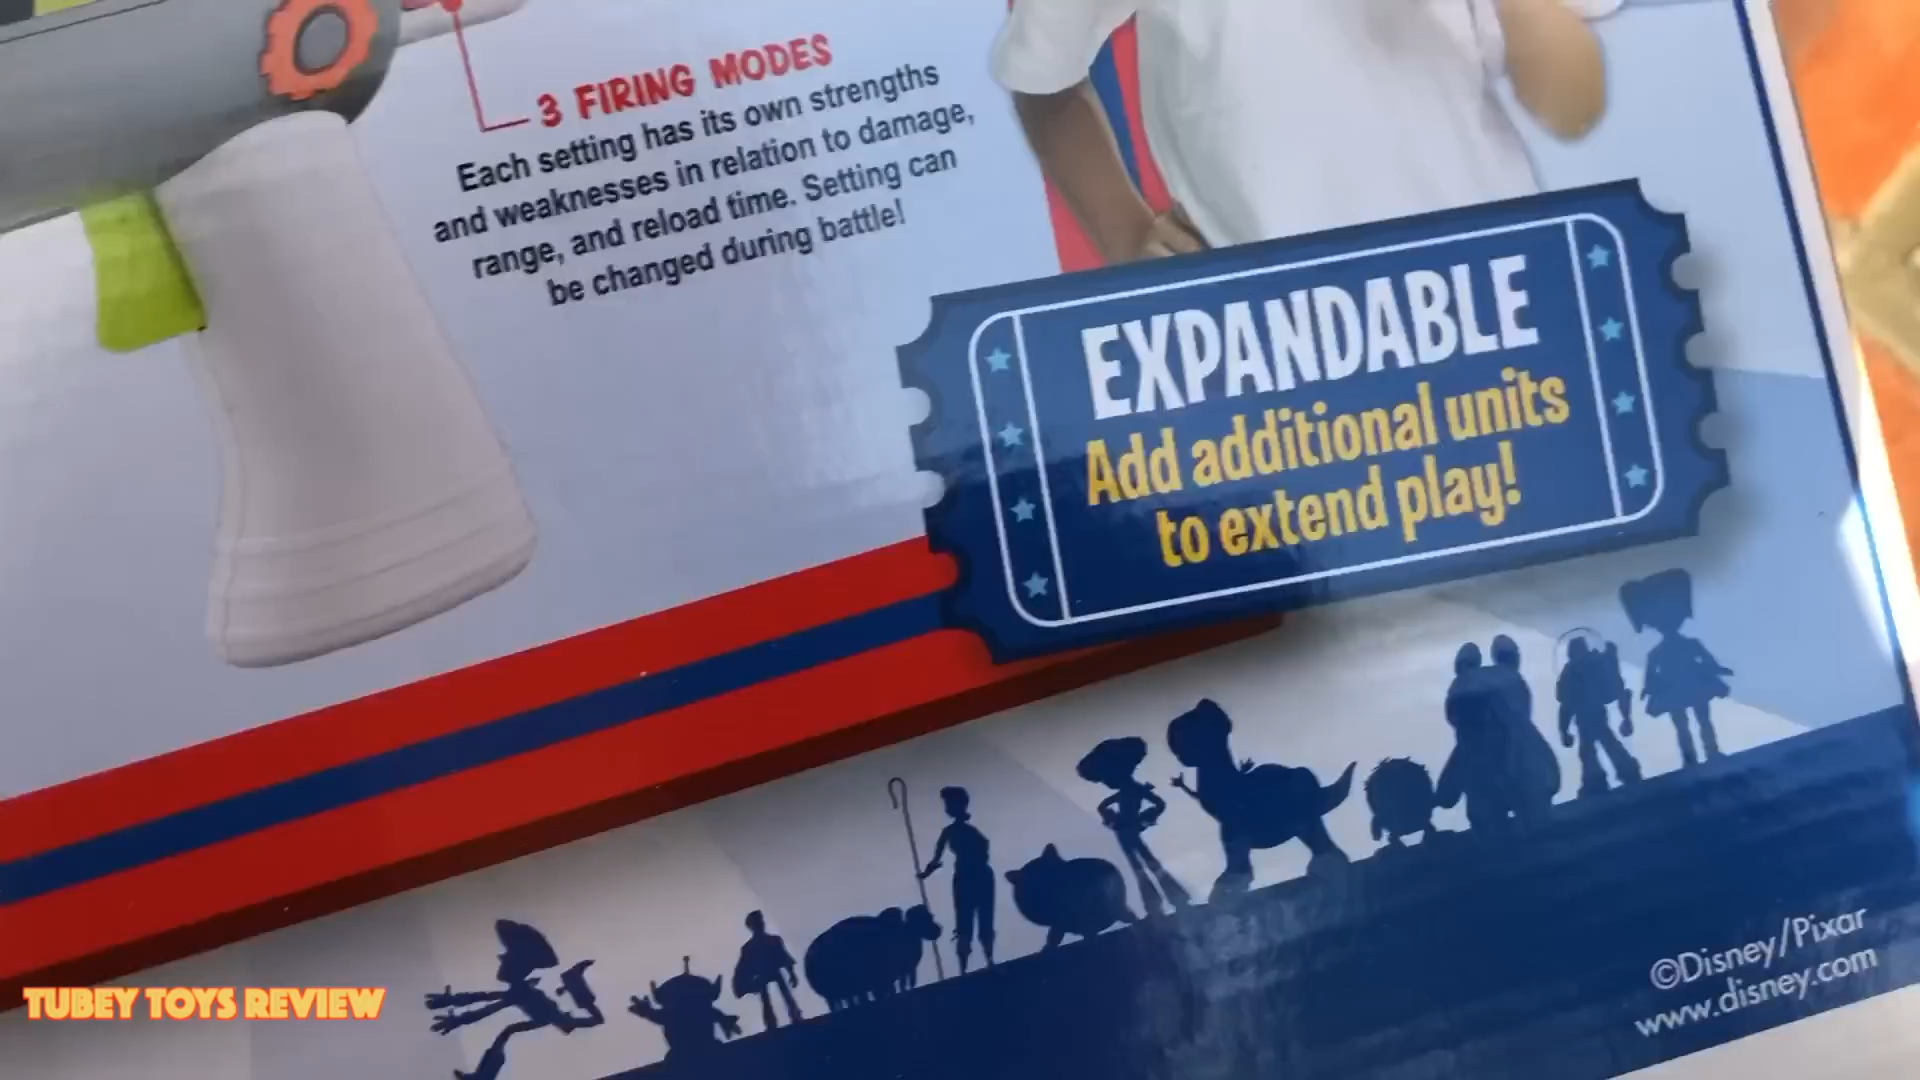 3 FIRING MODES
Each setting has its own strengths
and weaknesses in relation to damage,
range, and reload time. Setting can
be changed during battle!
EXPANDABLE
Add additional units
to extend play!
©Disney/Pixar
www.disney.com
TUBEY TOYS REVIEW